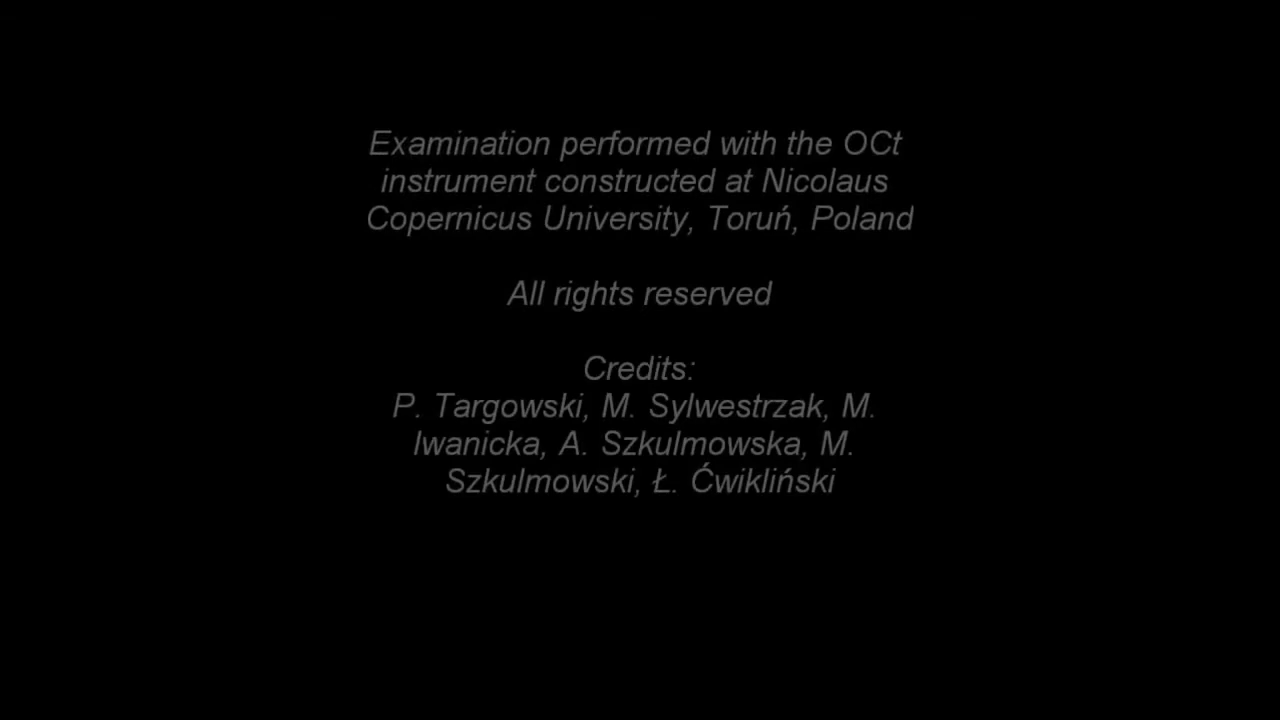 Examination performed with the OCt
instrument constructed at Nicolaus
Copernicus University, Toruń, Poland
All rights reserved
Credits:
P. Targowski, M. Sylwestrzak, M.
Iwanicka, A. Szkulmowska, M.
Szkulmowski, Ł. Ćwikliński